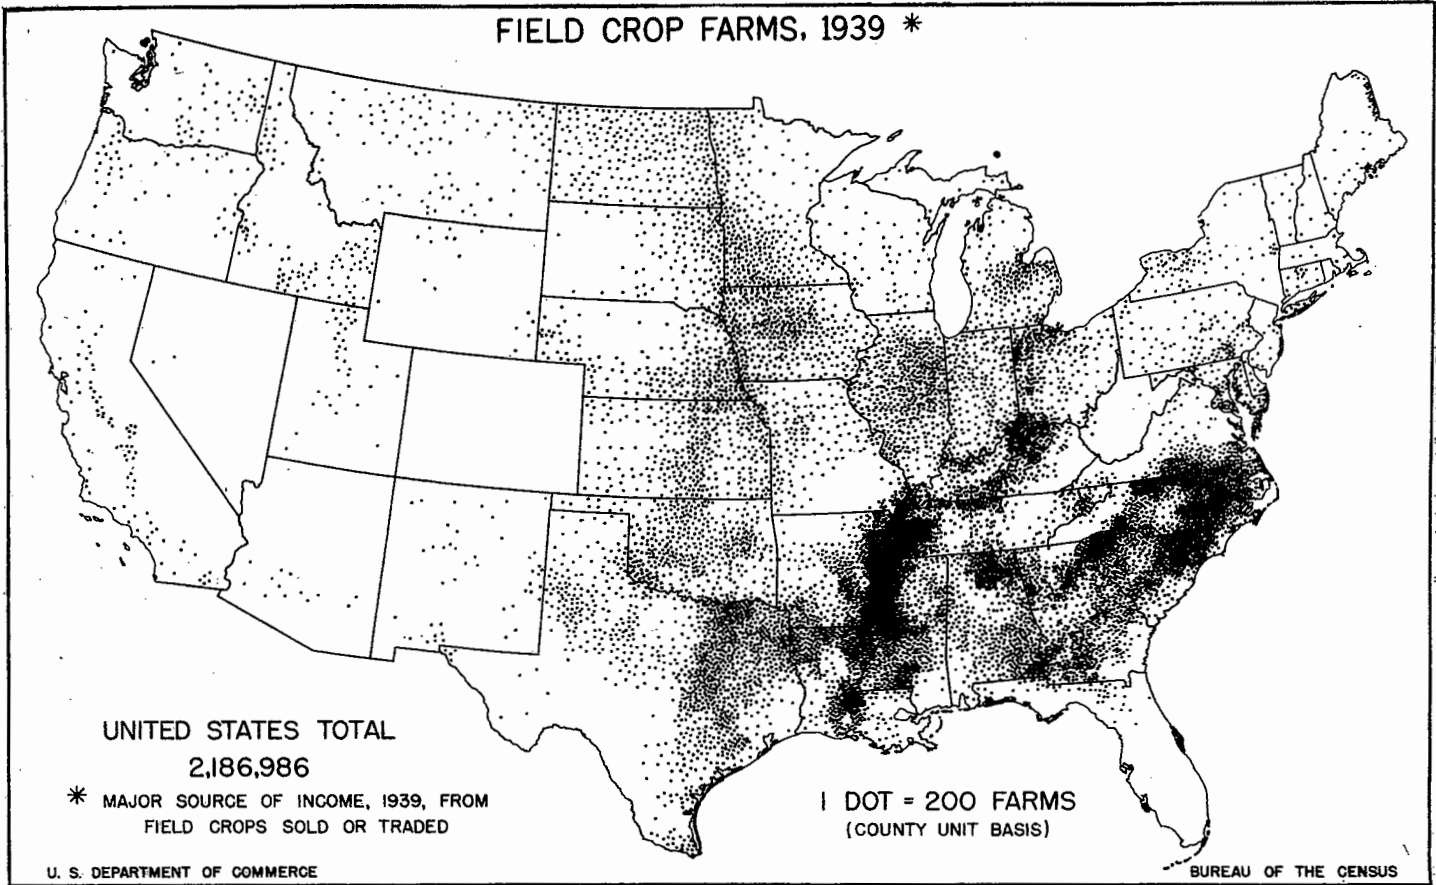 FIELD CROP FARMS, 1939 *
UNITED STATES TOTAL
2,186,986
* MAJOR SOURCE OF INCOME, 1939, FROM
FIELD CROPS SOLD OR TRADED
1 DOT = 200 FARMS
(COUNTY UNIT BASIS)
U. S. DEPARTMENT OF COMMERCE
BUREAU OF THE CENSUS